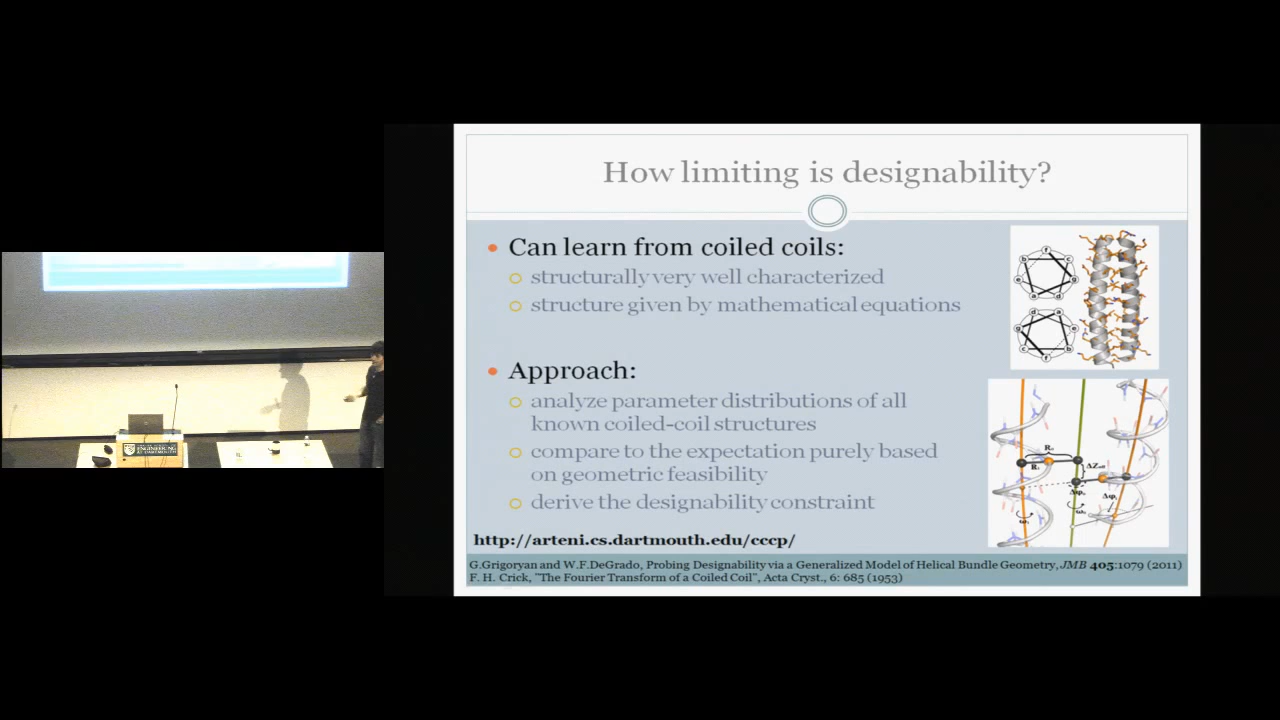 How limiting is designability?
Can learn from coiled coils:
structurally very well characterized
structure given by mathematical equations
Approach:
analyze parameter distributions of all
known coiled-coil structures
compare to the expectation purely based
on geometric feasibility
derive the designability constraint
http://arteni.cs.dartmouth.edu/cccp/
G.Grigoryan and W.F.DeGrado, Probing Designability via a Generalized Model of Helical Bundle Geometry, JMB 405:1079 (2011)
F. H. Crick, "The Fourier Transform of a Coiled Coil", Acta Cryst., 6: 685 (1953)
ENGINEERING
AT DARTMOUTH